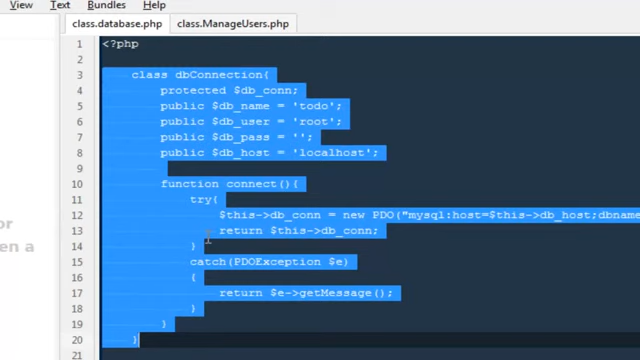 View Text Bundles Help
class.database.php class.ManageUsers.php
1 <?php
2
3 class dbConnection{
4 protected $db_conn;
5 public $db_name = 'todo';
6 public $db_user = 'root';
7 public $db_pass = '';
8 public $db_host = 'localhost';
9
10 function connect(){
11 try{
12 $this->db_conn = new PDO("mysql:host=$this->db_host;dbname
13 return $this->db_conn;
14 }
15 catch(PDOException $e)
16 {
17 return $e->getMessage();
18 }
19 }
20 }
21
or
en a